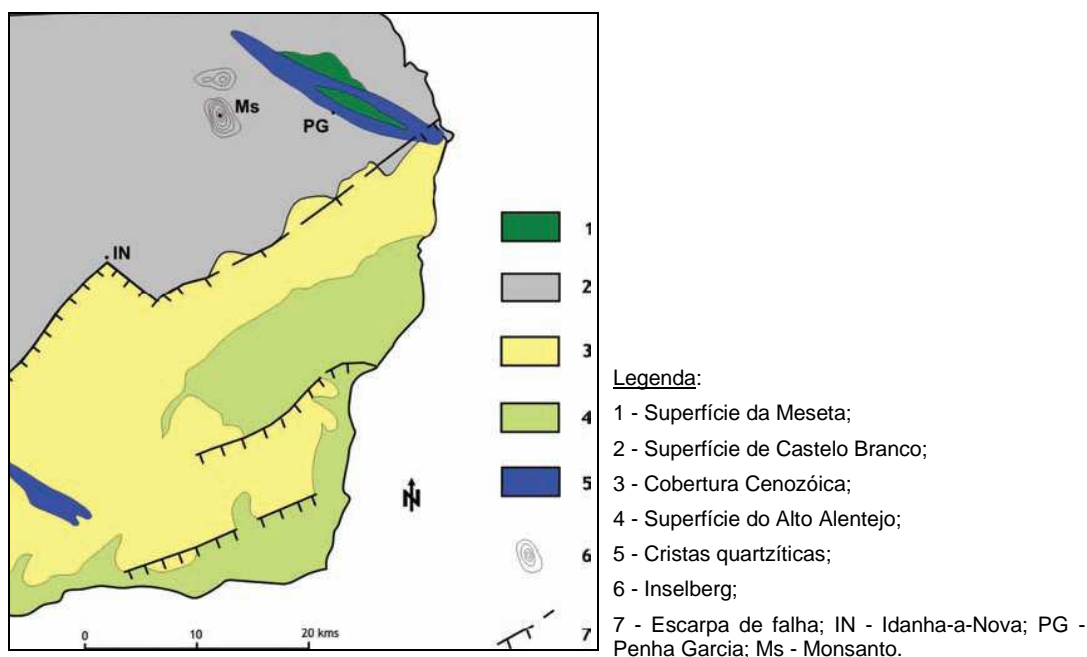 Ms
PG
IN
1
2
3
4
5
6
7
N
0 10 20 kms
Legenda:
1 - Superfície da Meseta;
2 - Superfície de Castelo Branco;
3 - Cobertura Cenozóica;
4 - Superfície do Alto Alentejo;
5 - Cristas quartzíticas;
6 - Inselberg;
7 - Escarpa de falha; IN - Idanha-a-Nova; PG -
Penha Garcia; Ms - Monsanto.